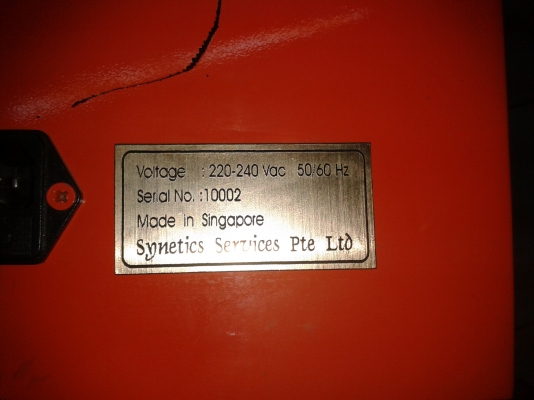 Voltage : 220-240 Vac 50/60 Hz
Serial No. :10002
Made in Singapore
Synetics Services Pte Ltd